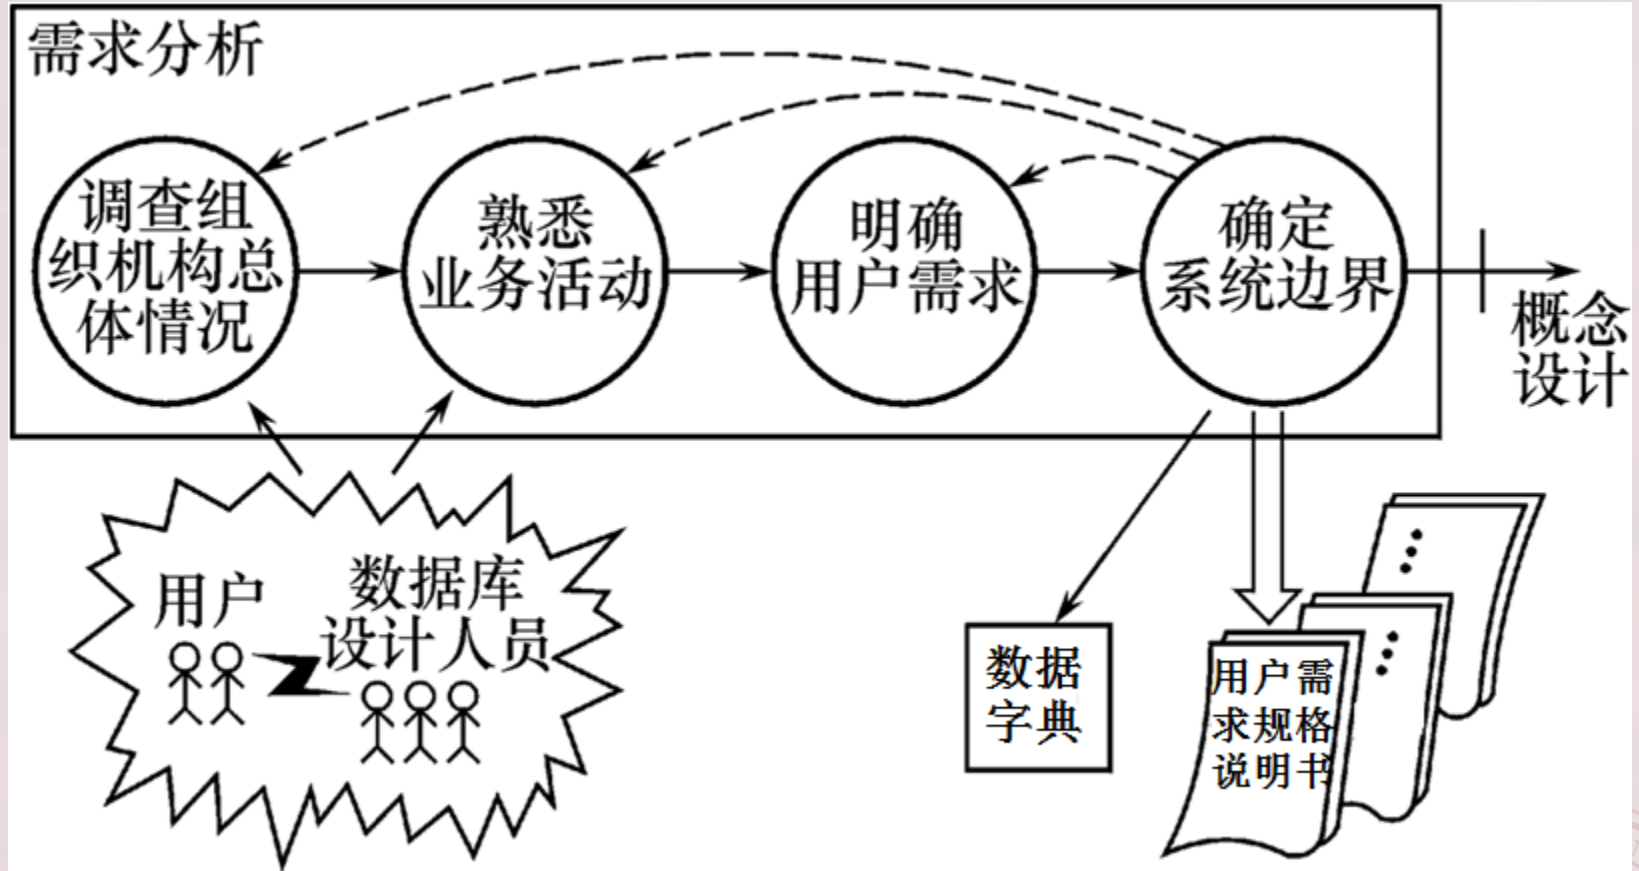 需求分析
调查组
织机构总
体情况
熟悉
业务活动
明确
用户需求
确定
系统边界
概念
设计
用户
数据库
设计人员
数据
字典
用户需
求规格
说明书